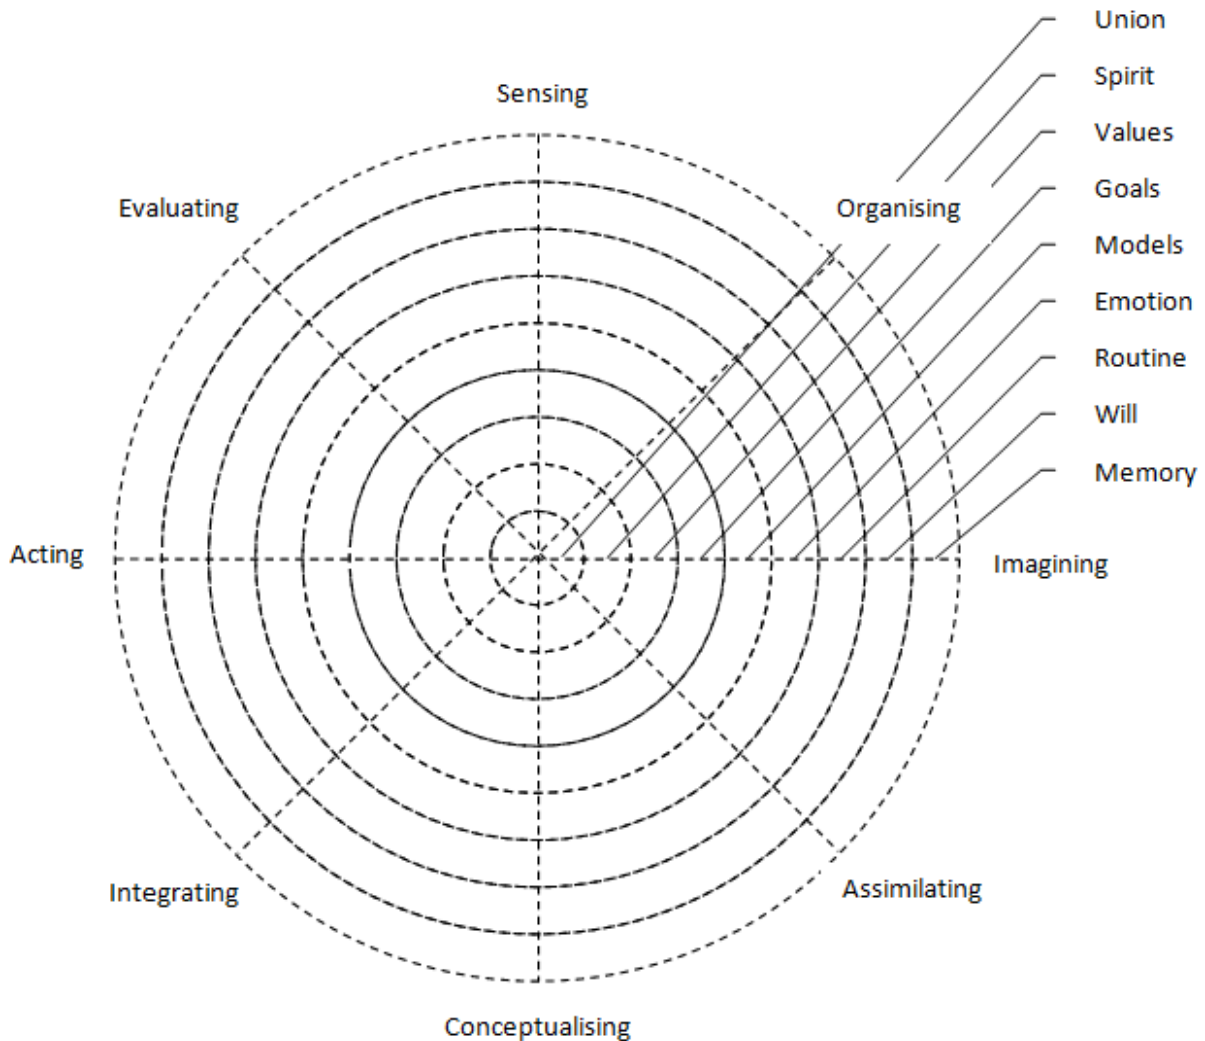 Union
Spirit
Sensing
Values
Goals
Evaluating
Organising
Models
Emotion
Routine
Will
Memory
Acting
Imagining
Integrating
Assimilating
Conceptualising